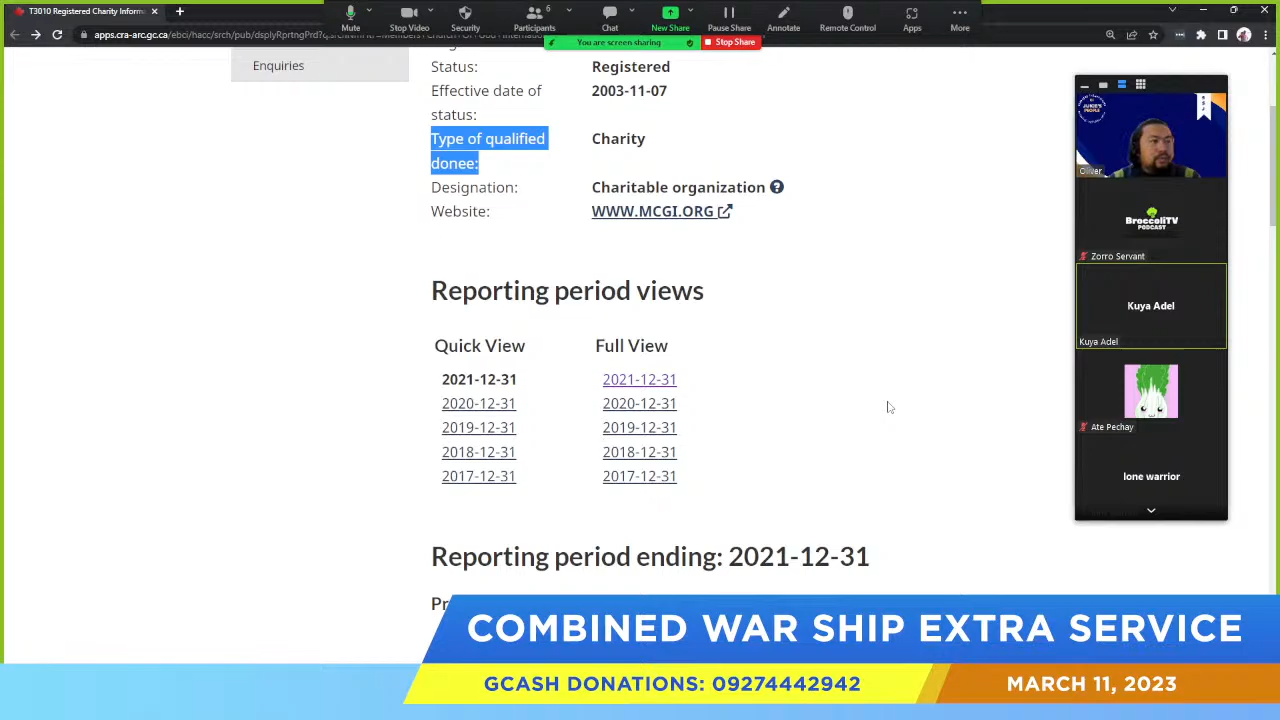 T3010 Registered Charity Inform
Mute
Stop Video
Security
Participants
6
Chat
New Share
Pause Share
Annotate
Remote Control
Apps
More
You are screen sharing
Stop Share
Enquiries
Status:
Registered
Effective date of
status:
2003-11-07
Type of qualified
donee:
Charity
Designation:
Charitable organization
Website:
WWW.MCGI.ORG
Reporting period views
Quick View
Full View
2021-12-31
2021-12-31
2020-12-31
2020-12-31
2019-12-31
2019-12-31
2018-12-31
2018-12-31
2017-12-31
2017-12-31
Reporting period ending: 2021-12-31
Pr
Oliver
BroccoliTV
PODCAST
Zorro Servant
Kuya Adel
Kuya Adel
Ate Pechay
lone warrior
COMBINED WAR SHIP EXTRA SERVICE
GCASH DONATIONS: 09274442942
MARCH 11, 2023